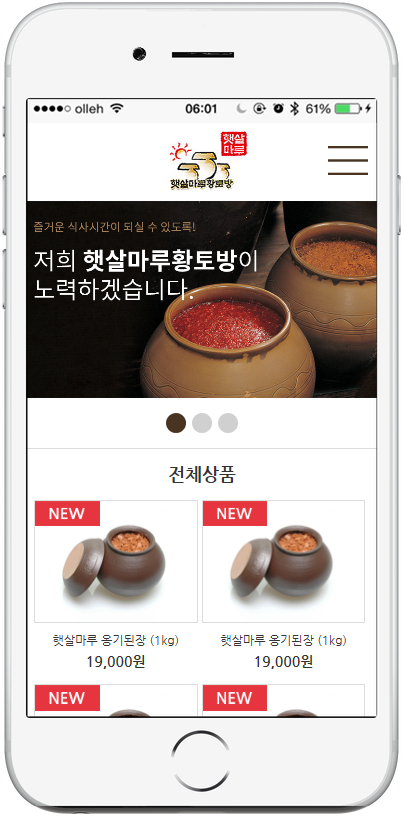 olleh 06:01 61%
햇살
마루
햇살마루황토방
즐거운 식사시간이 되실 수 있도록!
저희 햇살마루황토방이
노력하겠습니다.
전체상품
NEW NEW
햇살마루 옹기된장 (1kg) 햇살마루 옹기된장 (1kg)
19,000원 19,000원
NEW NEW